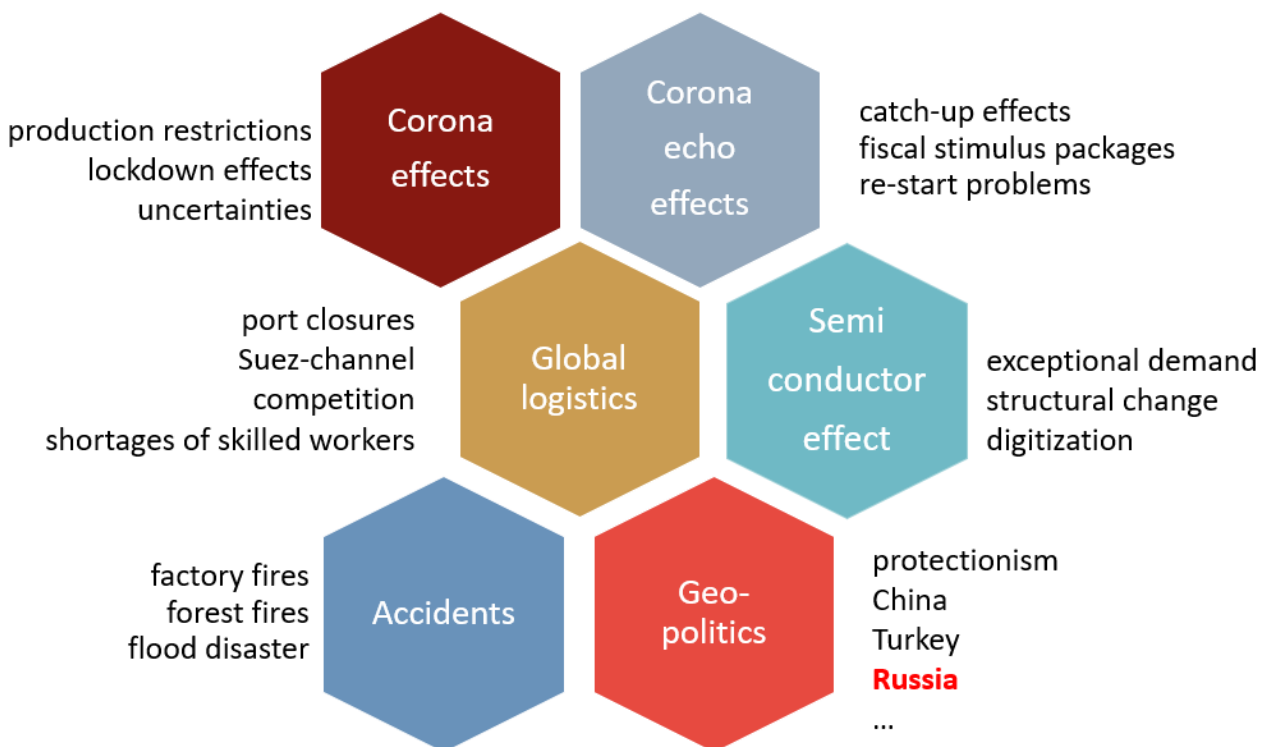 production restrictions
lockdown effects
uncertainties
Corona
effects
Corona
echo
effects
catch-up effects
fiscal stimulus packages
re-start problems
port closures
Suez-channel
competition
shortages of skilled workers
Global
logistics
Semi
conductor
effect
exceptional demand
structural change
digitization
factory fires
forest fires
flood disaster
Accidents
Geo-
politics
protectionism
China
Turkey
Russia
...